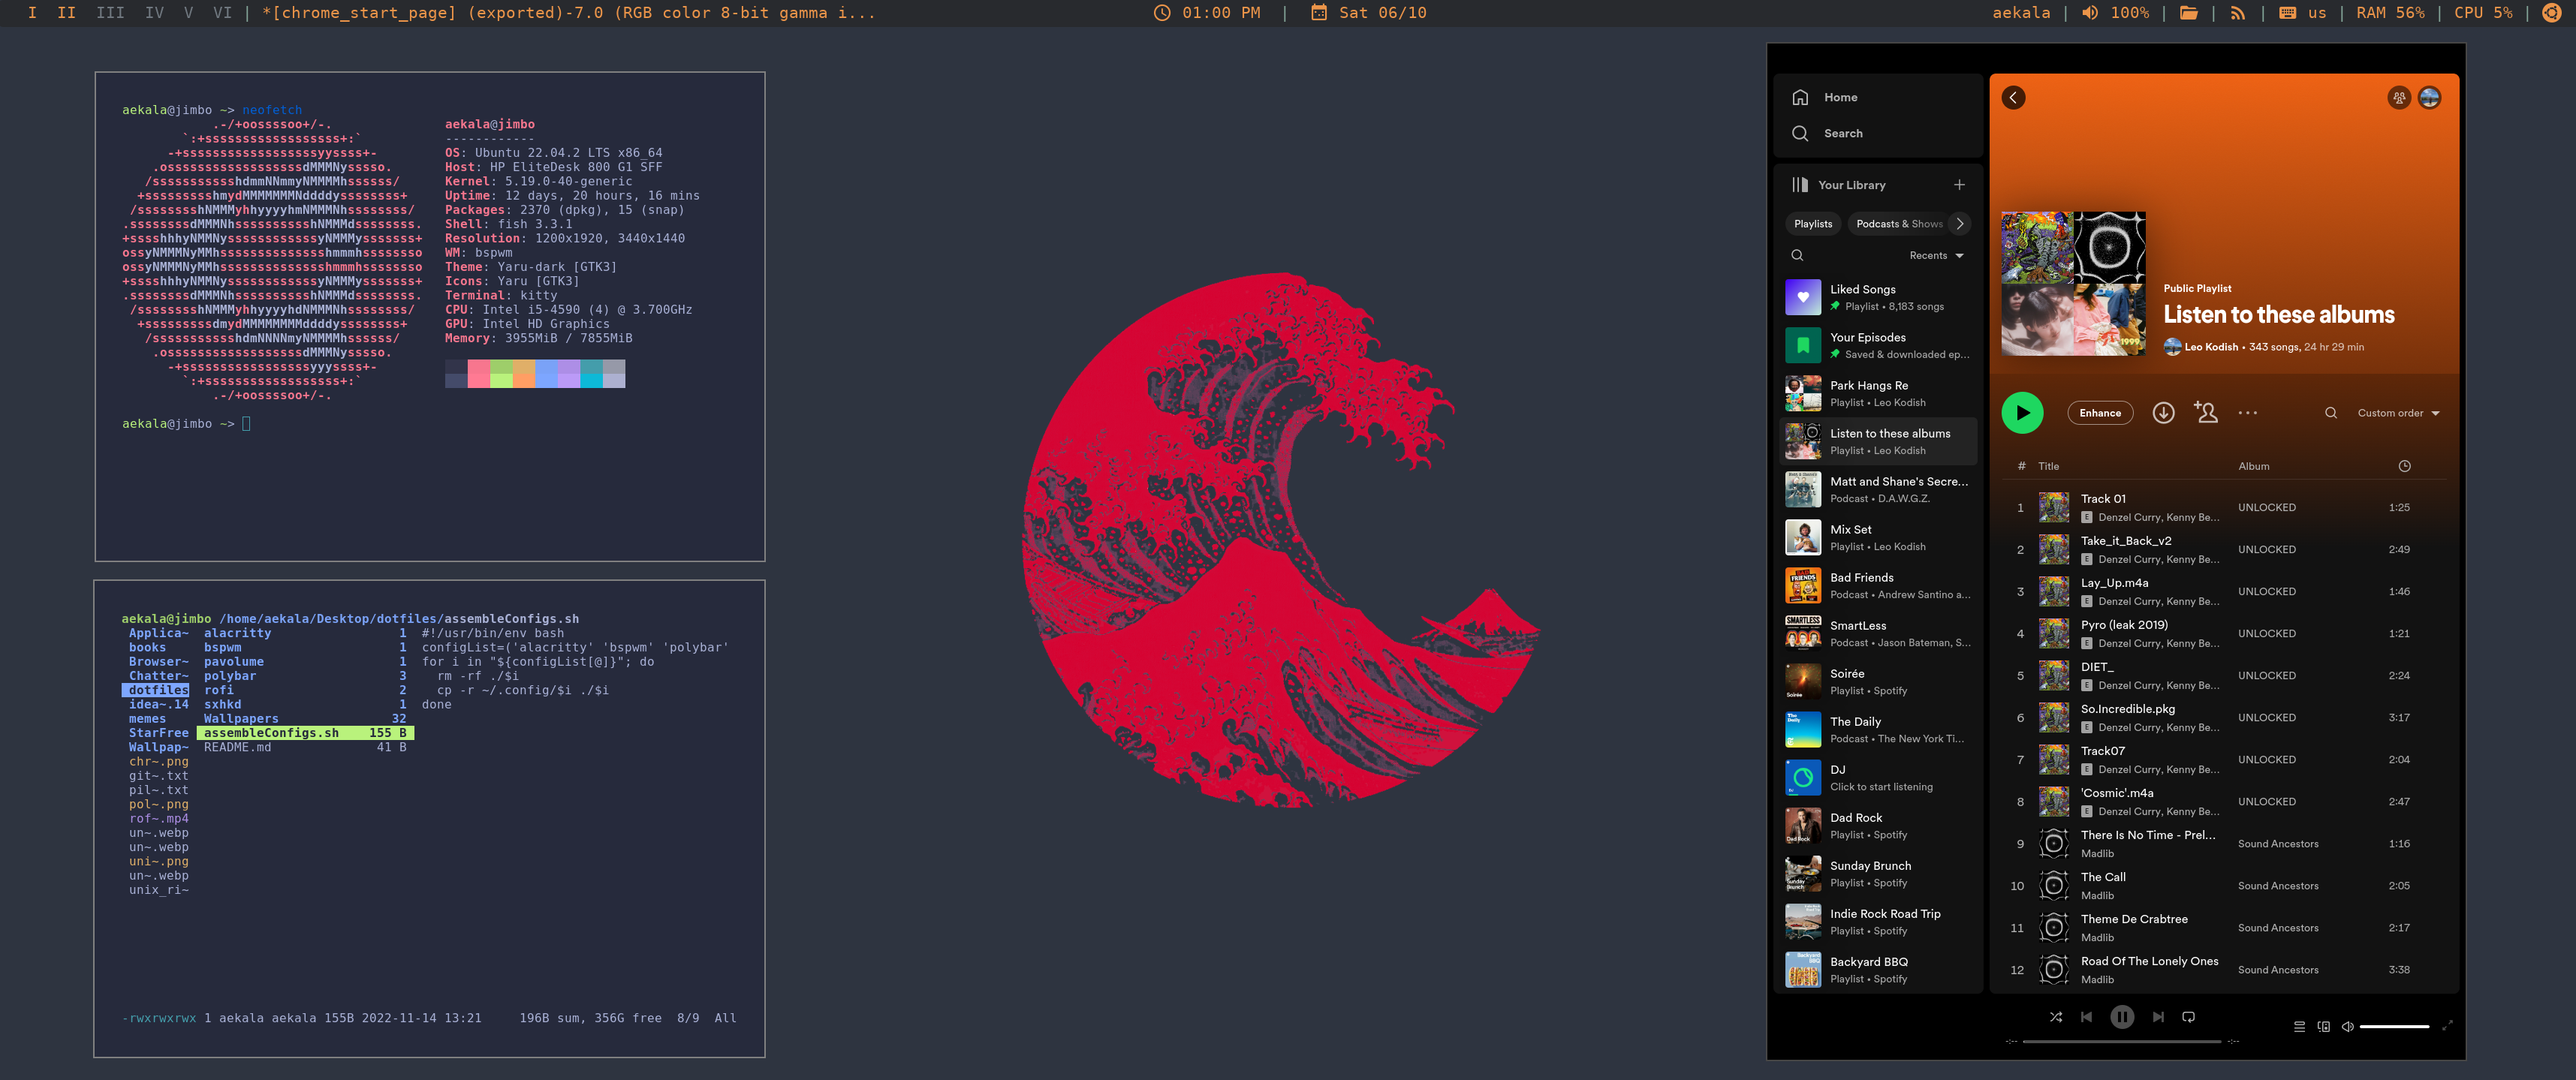 I II III IV V VI | *[chrome_start_page] (exported)-7.0 (RGB color 8-bit gamma i...
01:00 PM | Sat 06/10
aekala | 100% | | | us | RAM 56% | CPU 5% |
aekala@jimbo ~> neofetch
aekala@jimbo
------------
OS: Ubuntu 22.04.2 LTS x86_64
Host: HP EliteDesk 800 G1 SFF
Kernel: 5.19.0-40-generic
Uptime: 12 days, 20 hours, 16 mins
Packages: 2370 (dpkg), 15 (snap)
Shell: fish 3.3.1
Resolution: 1200x1920, 3440x1440
WM: bspwm
Theme: Yaru-dark [GTK3]
Icons: Yaru [GTK3]
Terminal: kitty
CPU: Intel i5-4590 (4) @ 3.700GHz
GPU: Intel HD Graphics
Memory: 3955MiB / 7855MiB
aekala@jimbo ~>
aekala@jimbo /home/aekala/Desktop/dotfiles/assembleConfigs.sh
Applica~ alacritty 1 #!/usr/bin/env bash
books bspwm 1 configList=('alacritty' 'bspwm' 'polybar'
Browser~ pavolume 1 for i in "${configList[@]}"; do
Chatter~ polybar 3 rm -rf ./$i
dotfiles rofi 2 cp -r ~/.config/$i ./$i
idea~.14 sxhkd 1 done
memes Wallpapers 32
StarFree assembleConfigs.sh 155 B
Wallpap~ README.md 41 B
chr~.png
git~.txt
pil~.txt
pol~.png
rof~.mp4
un~.webp
un~.webp
uni~.png
un~.webp
unix_ri~
-rwxrwxrwx 1 aekala aekala 155B 2022-11-14 13:21 196B sum, 356G free 8/9 All
Home
Search
Your Library
Playlists Podcasts & Shows
Recents
Liked Songs
Playlist • 8,183 songs
Your Episodes
Saved & downloaded ep...
Park Hangs Re
Playlist • Leo Kodish
Listen to these albums
Playlist • Leo Kodish
Matt and Shane's Secre...
Podcast • D.A.W.G.Z.
Mix Set
Playlist • Leo Kodish
Bad Friends
Podcast • Andrew Santino a...
SmartLess
Podcast • Jason Bateman, S...
Soirée
Playlist • Spotify
The Daily
Podcast • The New York Ti...
DJ
Click to start listening
Dad Rock
Playlist • Spotify
Sunday Brunch
Playlist • Spotify
Indie Rock Road Trip
Playlist • Spotify
Backyard BBQ
Playlist • Spotify
1999
Public Playlist
Listen to these albums
Leo Kodish • 343 songs, 24 hr 29 min
Enhance
Custom order
# Title Album
1 Track 01 UNLOCKED 1:25
E Denzel Curry, Kenny Be...
2 Take_it_Back_v2 UNLOCKED 2:49
E Denzel Curry, Kenny Be...
3 Lay_Up.m4a UNLOCKED 1:46
E Denzel Curry, Kenny Be...
4 Pyro (leak 2019) UNLOCKED 1:21
E Denzel Curry, Kenny Be...
5 DIET_ UNLOCKED 2:24
E Denzel Curry, Kenny Be...
6 So.Incredible.pkg UNLOCKED 3:17
E Denzel Curry, Kenny Be...
7 Track07 UNLOCKED 2:04
E Denzel Curry, Kenny Be...
8 'Cosmic'.m4a UNLOCKED 2:47
E Denzel Curry, Kenny Be...
9 There Is No Time - Prel... Sound Ancestors 1:16
Madlib
10 The Call Sound Ancestors 2:05
Madlib
11 Theme De Crabtree Sound Ancestors 2:17
Madlib
12 Road Of The Lonely Ones Sound Ancestors 3:38
Madlib
-:-- -:--